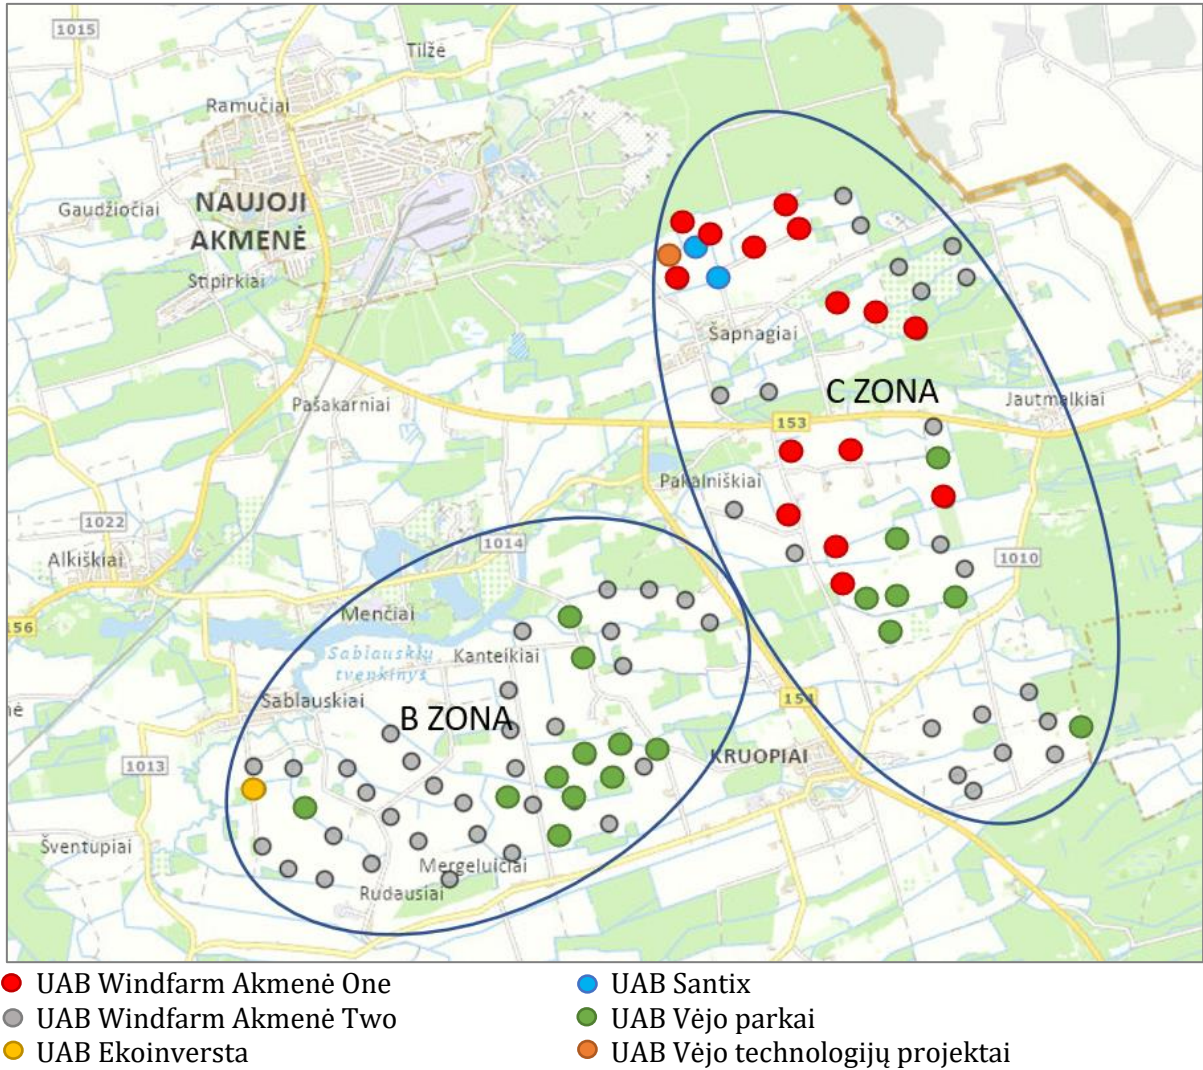 1015
Tilžė
Ramučiai
Gaudžiočiai
NAUJOJI
AKMENĖ
Stipirkiai
Šapnagiai
Pašakarniai
C ZONA
Jautmalkiai
153
Pakalniškiai
1022
1014
Alkiškiai
1010
Menčiai
156
Sablauskių
tvenkinys
Kanteikiai
Sablauskiai
154
nė
B ZONA
KRUOPIAI
1013
Šventupiai
Mergeluičiai
Rudausiai
UAB Windfarm Akmenė One
UAB Santix
UAB Windfarm Akmenė Two
UAB Vėjo parkai
UAB Ekoinversta
UAB Vėjo technologijų projektai